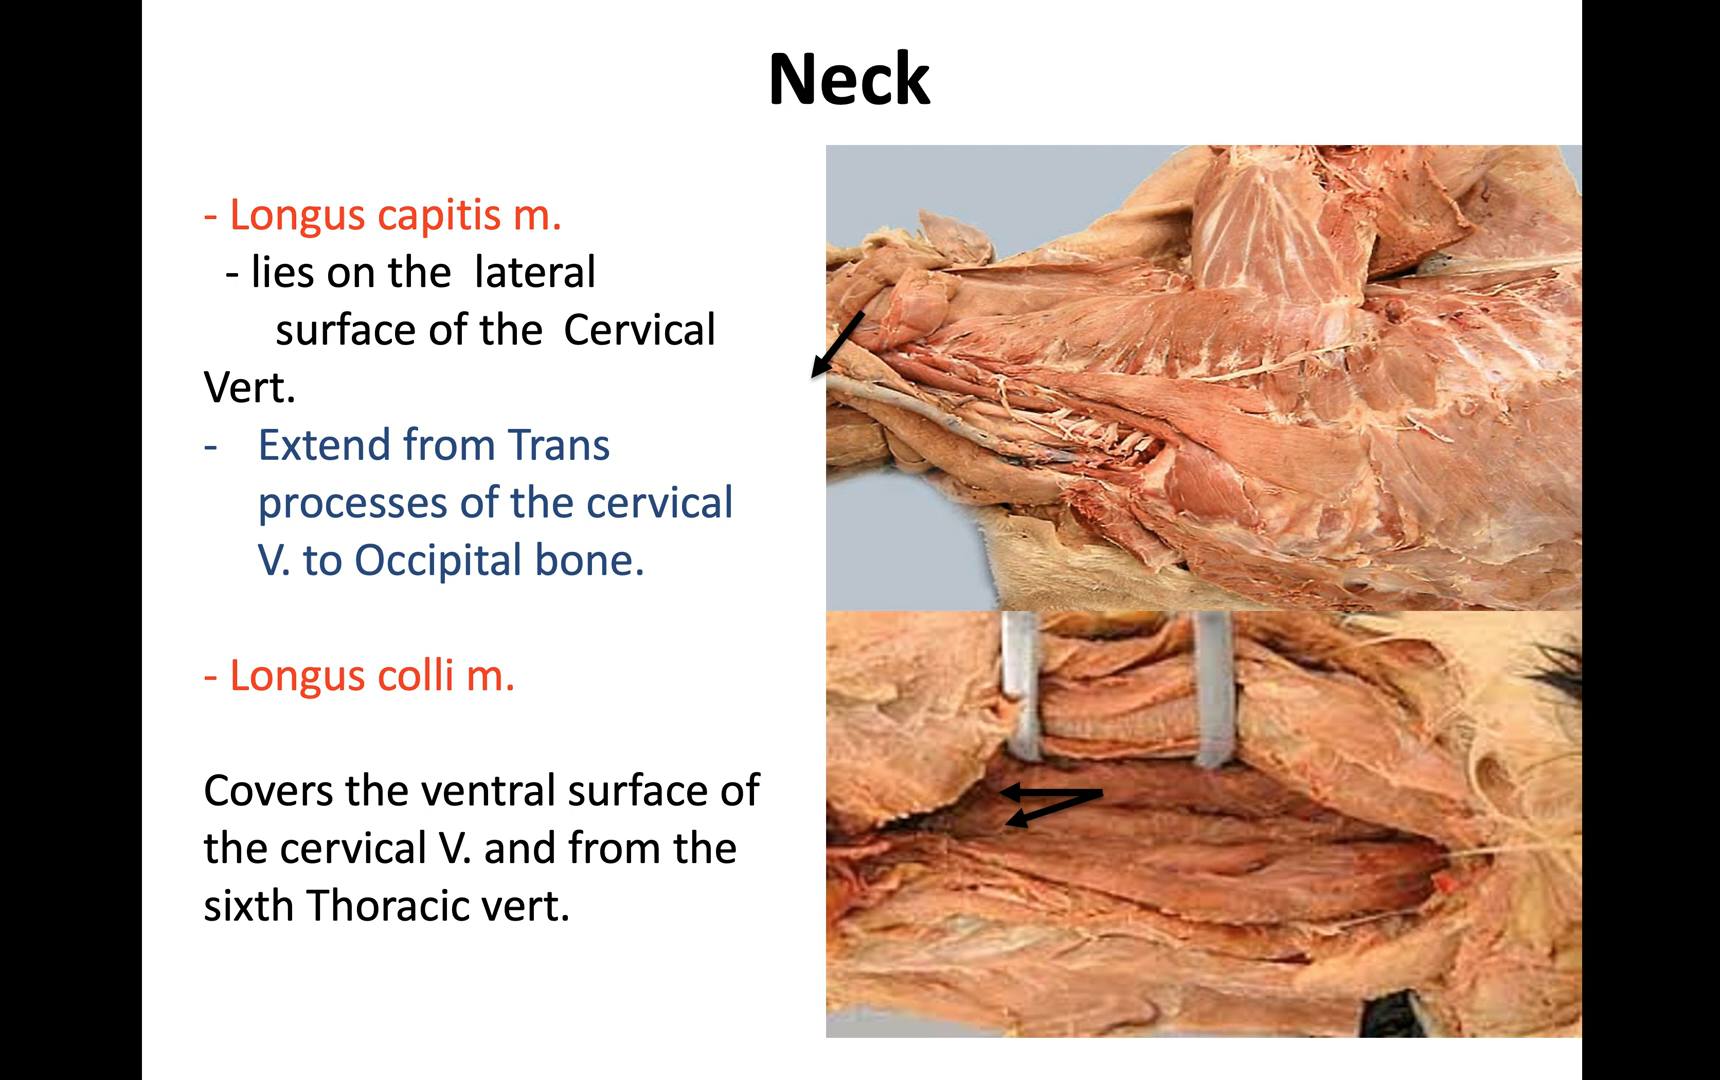 Neck
- Longus capitis m.
- lies on the lateral
surface of the Cervical
Vert.
- Extend from Trans
processes of the cervical
V. to Occipital bone.
- Longus colli m.
Covers the ventral surface of
the cervical V. and from the
sixth Thoracic vert.